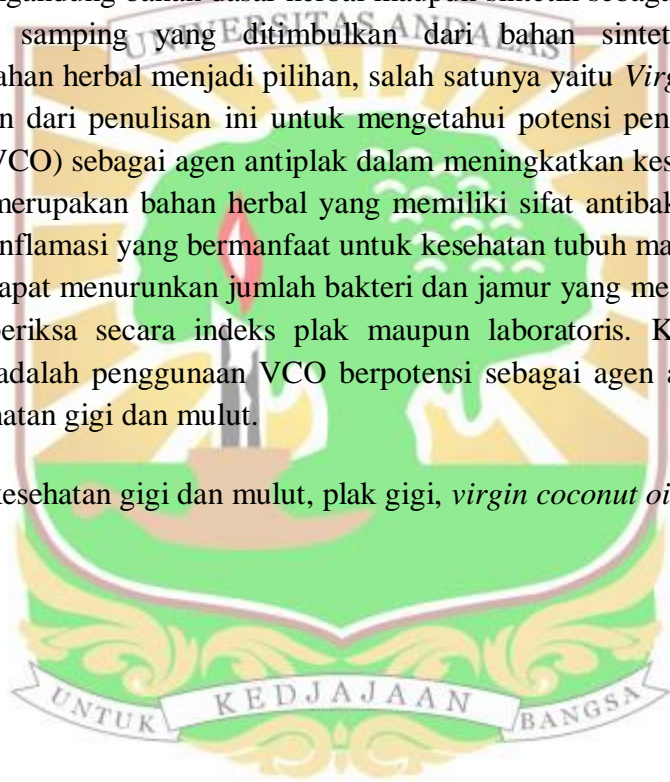 ngandung bahan dasar herbal maupun sintetik sebag
UNIVERSITAS ANDALAS
samping yang ditimbulkan dari bahan sintet
ahan herbal menjadi pilihan, salah satunya yaitu Virg
n dari penulisan ini untuk mengetahui potensi pen
VCO) sebagai agen antiplak dalam meningkatkan kes
merupakan bahan herbal yang memiliki sifat antibak
nflamasi yang bermanfaat untuk kesehatan tubuh ma
apat menurunkan jumlah bakteri dan jamur yang me
periksa secara indeks plak maupun laboratoris. K
adalah penggunaan VCO berpotensi sebagai agen a
hatan gigi dan mulut.
kesehatan gigi dan mulut, plak gigi, virgin coconut oi
UNTUK KEDJAJAAN BANGSA